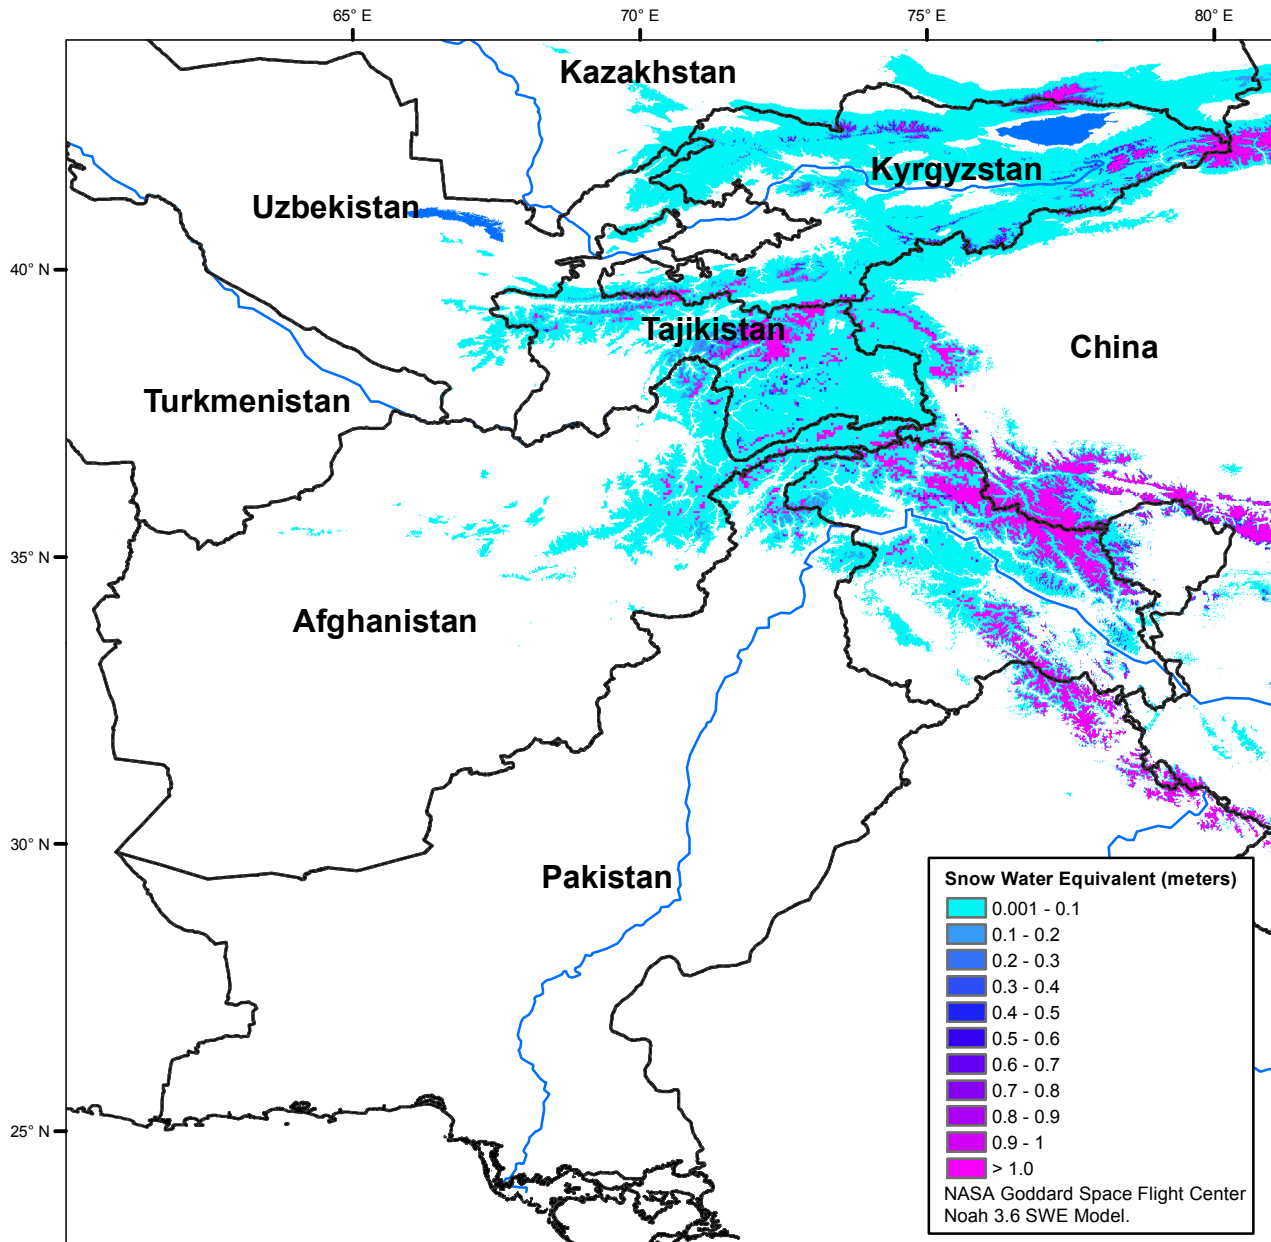 65° E
70° E
75° E
80° E
Kazakhstan
Kyrgyzstan
Uzbekistan
40° N
Tajikistan
China
Turkmenistan
35° N
Afghanistan
30° N
Pakistan
25° N
Snow Water Equivalent (meters)
0.001 - 0.1
0.1 - 0.2
0.2 - 0.3
0.3 - 0.4
0.4 - 0.5
0.5 - 0.6
0.6 - 0.7
0.7 - 0.8
0.8 - 0.9
0.9 - 1
> 1.0
NASA Goddard Space Flight Center
Noah 3.6 SWE Model.